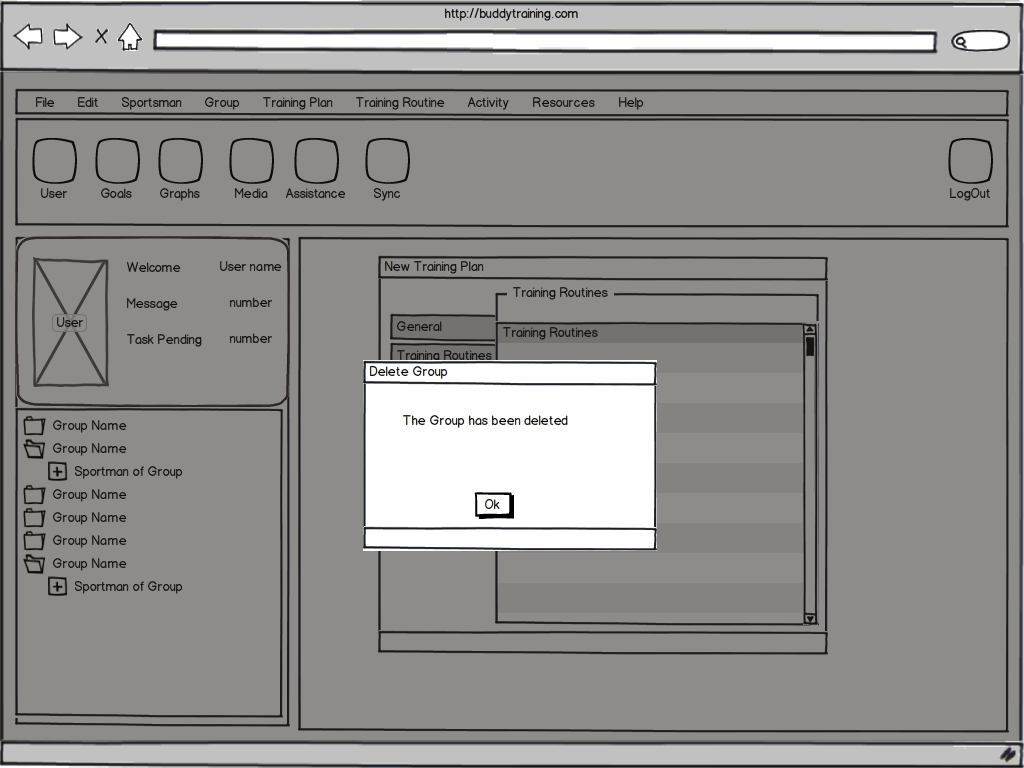 http://buddytraining.com
File Edit Sportsman Group Training Plan Training Routine Activity Resources Help
User Goals Graphs Media Assistance Sync LogOut
Welcome User name
Message number
User
Task Pending number
Group Name
Group Name
Sportman of Group
Group Name
Group Name
Group Name
Group Name
Sportman of Group
New Training Plan
Training Routines
General
Training Routines
Training Routines
Delete Group
The Group has been deleted
Ok